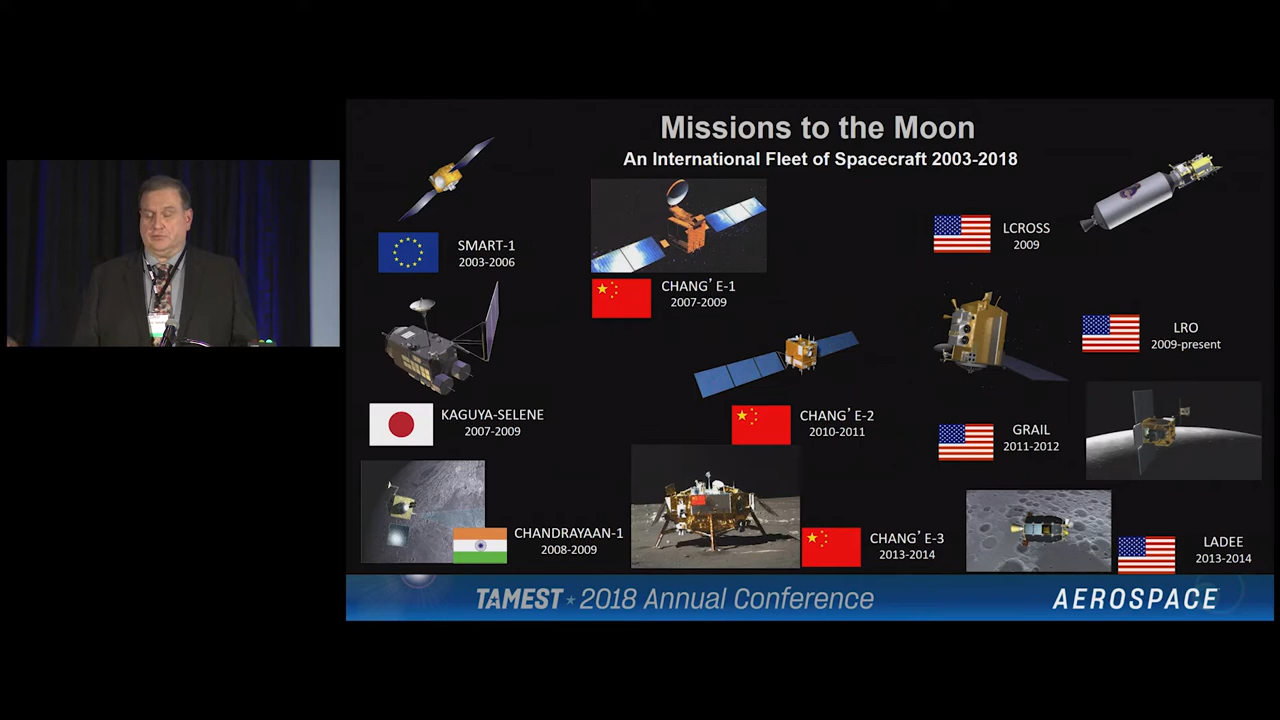 Missions to the Moon
An International Fleet of Spacecraft 2003-2018
SMART-1
2003-2006
CHANG'E-1
2007-2009
LCROSS
2009
LRO
2009-present
KAGUYA-SELENE
2007-2009
CHANG'E-2
2010-2011
GRAIL
2011-2012
CHANDRAYAAN-1
2008-2009
CHANG'E-3
2013-2014
LADEE
2013-2014
TAMEST★2018 Annual Conference
AEROSPACE